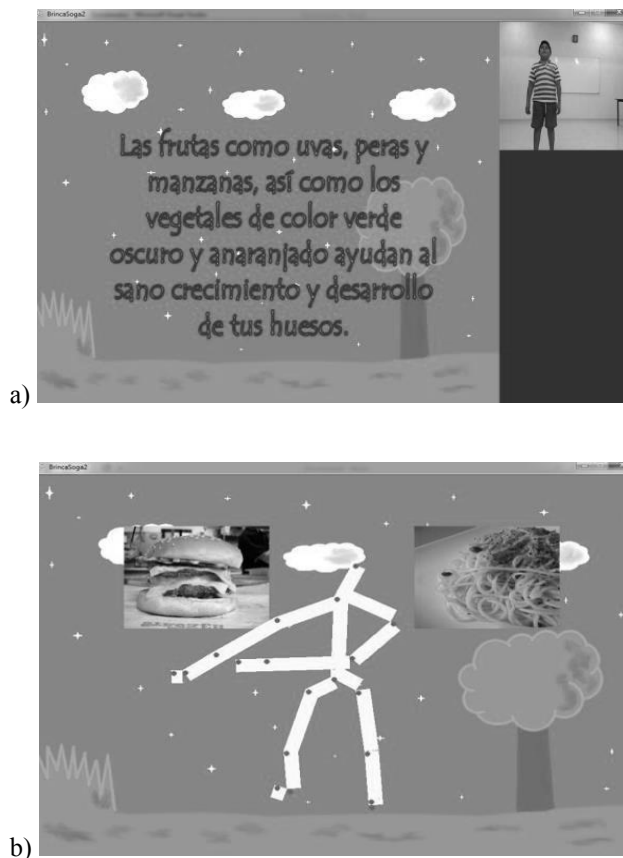 BrincaSoga2
Las frutas como uvas, peras y
manzanas, así como los
vegetales de color verde
oscuro y anaranjado ayudan al
sano crecimiento y desarrollo
de tus huesos.
a)
BrincaSoga2
b)